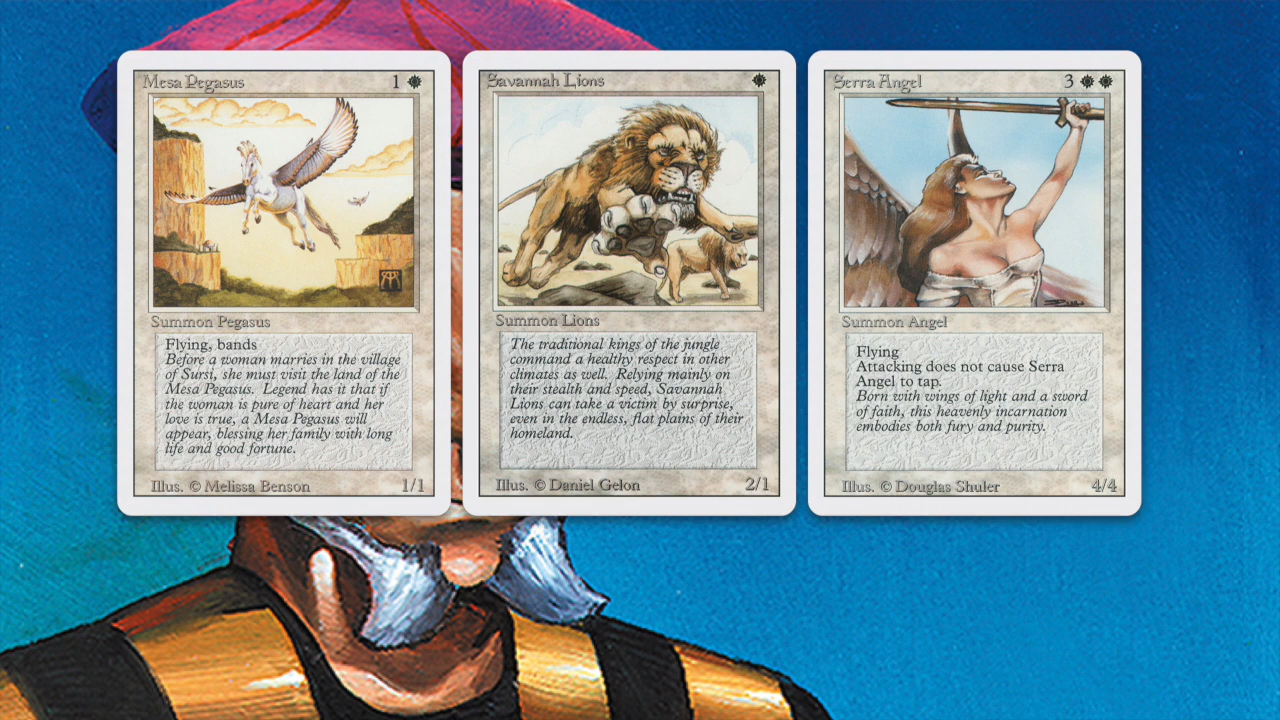 Mesa Pegasus 1
Summon Pegasus
Flying, bands
Before a woman marries in the village
of Sursi, she must visit the land of the
Mesa Pegasus. Legend has it that if
the woman is pure of heart and her
love is true, a Mesa Pegasus will
appear, blessing her family with long
life and good fortune.
Illus. © Melissa Benson 1/1
Savannah Lions
Summon Lions
The traditional kings of the jungle
command a healthy respect in other
climates as well. Relying mainly on
their stealth and speed, Savannah
Lions can take a victim by surprise,
even in the endless, flat plains of their
homeland.
Illus. © Daniel Gelon 2/1
Serra Angel 3
Summon Angel
Flying
Attacking does not cause Serra
Angel to tap.
Born with wings of light and a sword
of faith, this heavenly incarnation
embodies both fury and purity.
Illus. © Douglas Shuler 4/4